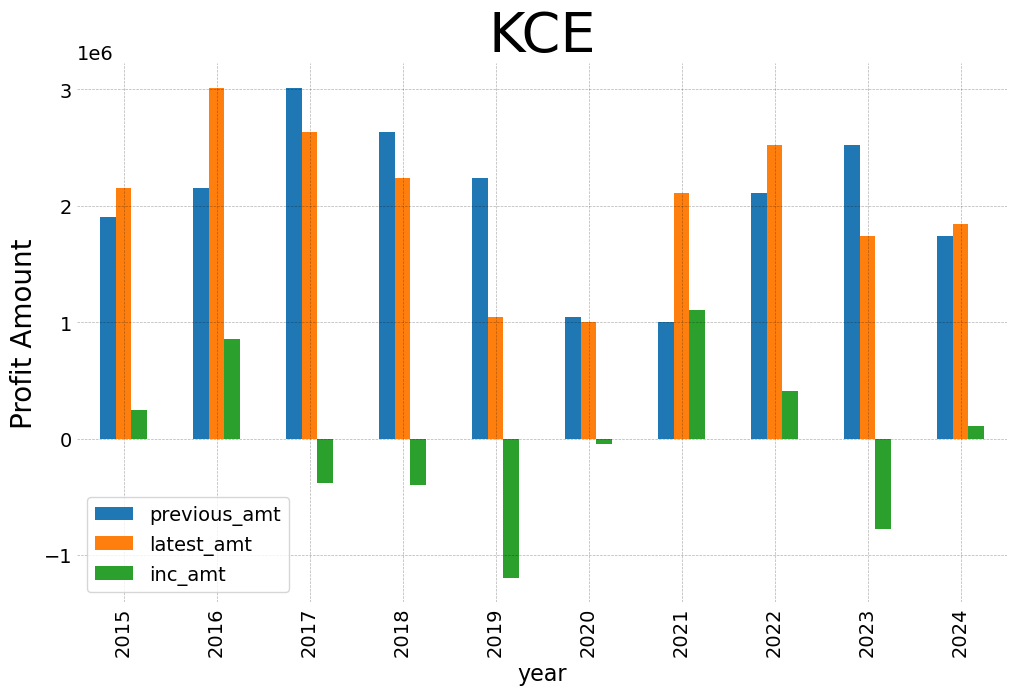 KCE
1e6
3
2
1
0
−1
Profit Amount
previous_amt
latest_amt
inc_amt
2015 2016 2017 2018 2019 2020 2021 2022 2023 2024
year